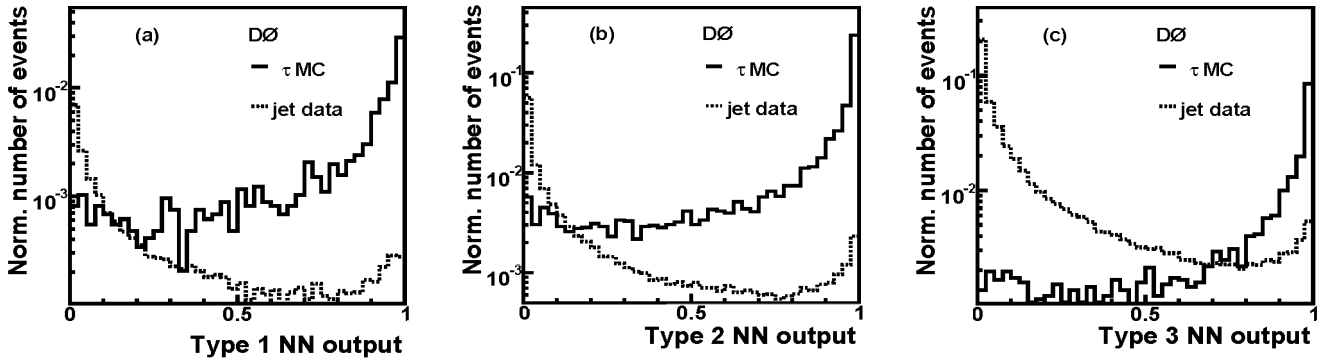 Norm. number of events
(a)
DØ
τ MC
jet data
10⁻²
10⁻³
0
0.5
1
Type 1 NN output
Norm. number of events
(b)
DØ
τ MC
jet data
10⁻¹
10⁻²
10⁻³
0
0.5
1
Type 2 NN output
Norm. number of events
(c)
DØ
τ MC
jet data
10⁻¹
10⁻²
0
0.5
1
Type 3 NN output